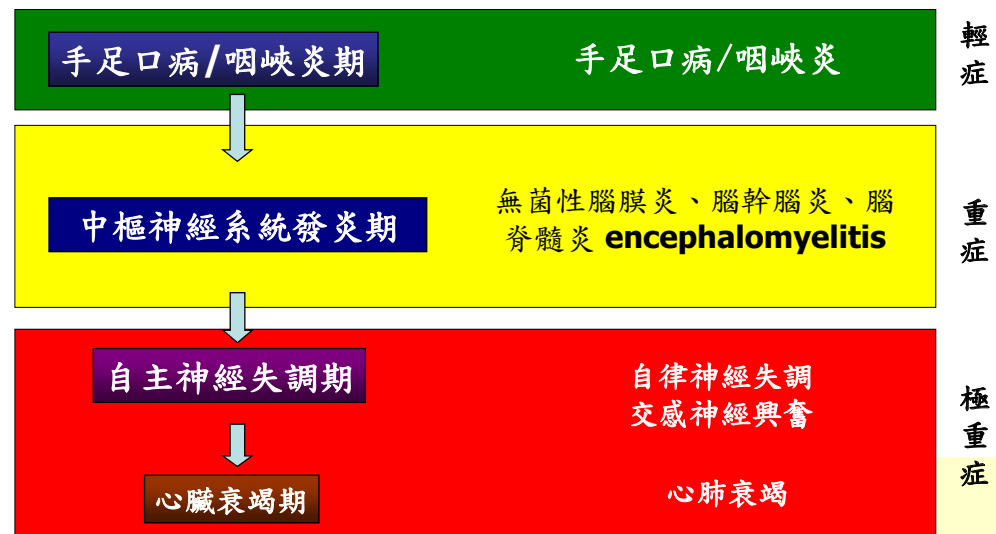 手足口病/咽峽炎期
手足口病/咽峽炎
輕症
中樞神經系統發炎期
無菌性腦膜炎、腦幹腦炎、腦
脊髓炎 encephalomyelitis
重症
自主神經失調期
自律神經失調
交感神經興奮
極重症
心臟衰竭期
心肺衰竭